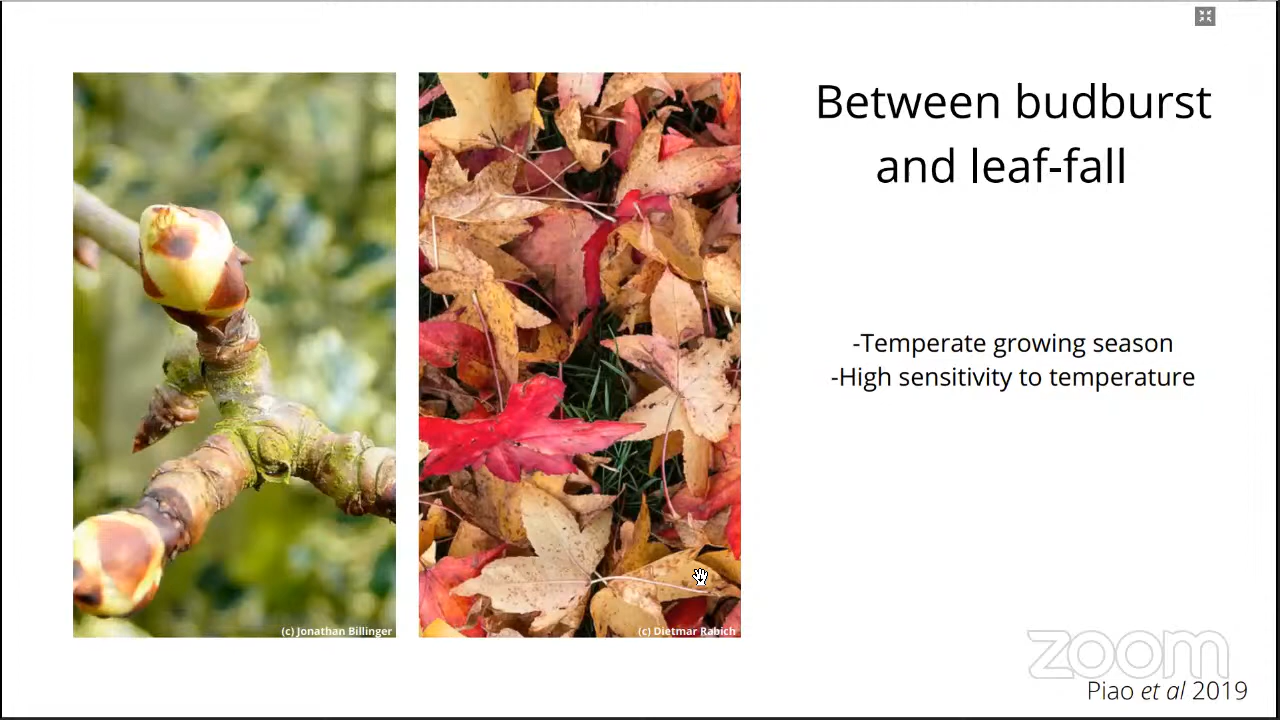 Between budburst
and leaf-fall
-Temperate growing season
-High sensitivity to temperature
(c) Jonathan Billinger
(c) Dietmar Rabich
zoom
Piao et al 2019